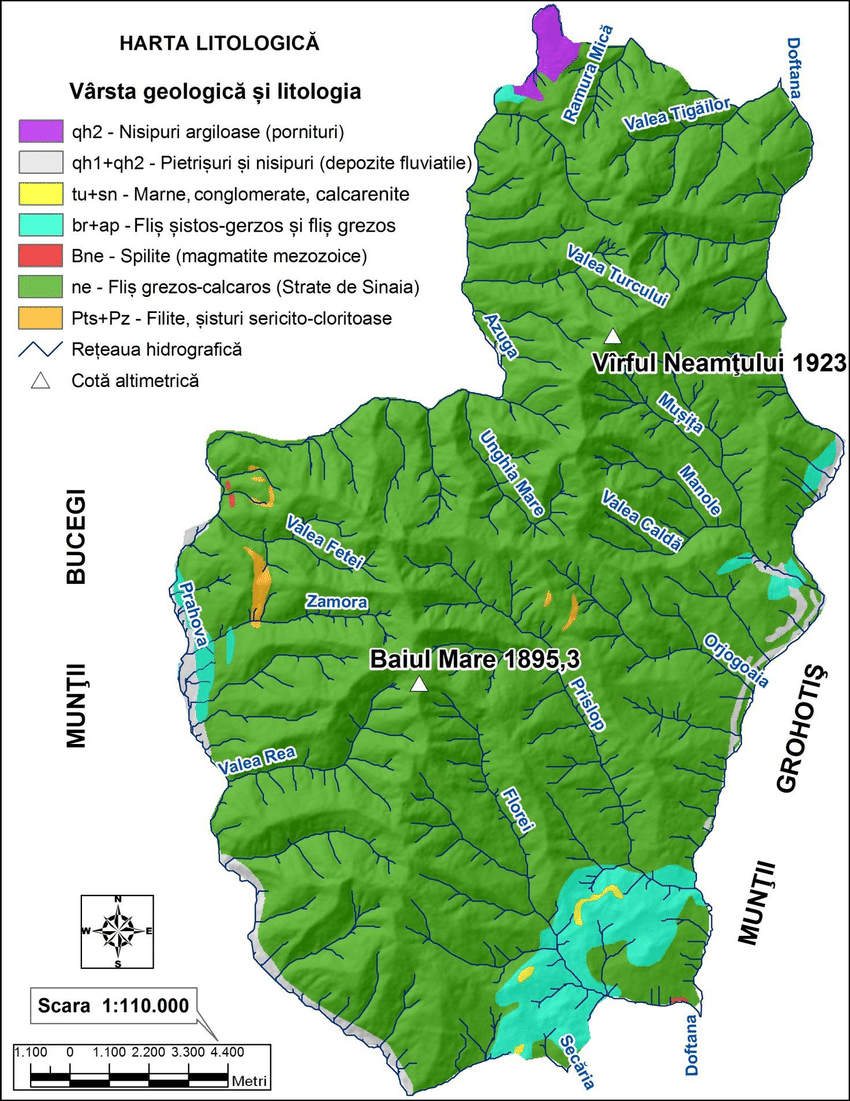 HARTA LITOLOGICĂ
Vârsta geologică și litologia
qh2 - Nisipuri argiloase (pornituri)
qh1+qh2 - Pietrișuri și nisipuri (depozite fluviatile)
tu+sn - Marne, conglomerate, calcarenite
br+ap - Fliș șistos-gerzos și fliș grezos
Bne - Spilite (magmatite mezozoice)
ne - Fliș grezos-calcaros (Strate de Sinaia)
Pts+Pz - Filite, șisturi sericito-cloritoase
Rețeaua hidrografică
Cotă altimetrică
Ramura Mică
Doftana
Valea Tigăilor
Valea Turcului
Azuga
Vîrful Neamţului 1923
Mușița
Unghia Mare
Manole
Valea Caldă
BUCEGI
Valea Fetei
Prahova
Zamora
Orjogoaia
Baiul Mare 1895,3
MUNŢII
Prislop
GROHOTIŞ
Valea Rea
Florei
MUNŢII
N
W E
S
Scara 1:110.000
1.100 0 1.100 2.200 3.300 4.400
Metri
Secăria
Doftana